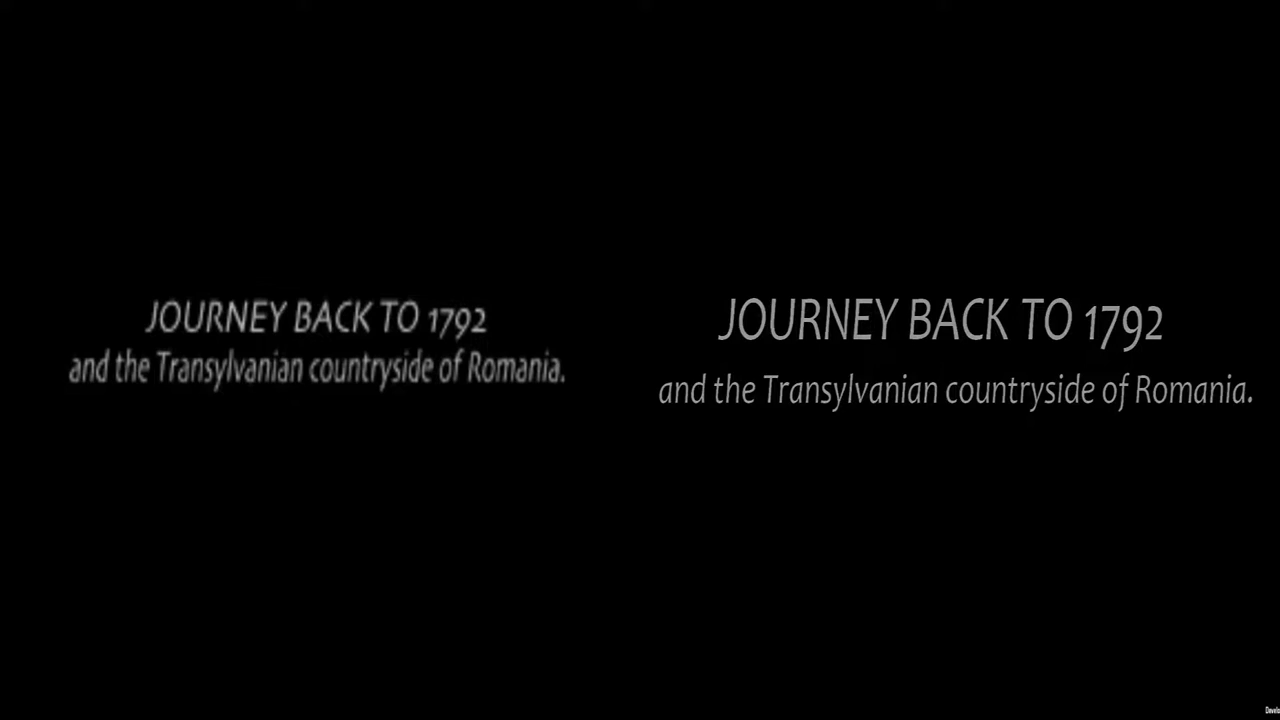 JOURNEY BACK TO 1792
and the Transylvanian countryside of Romania.
JOURNEY BACK TO 1792
and the Transylvanian countryside of Romania.